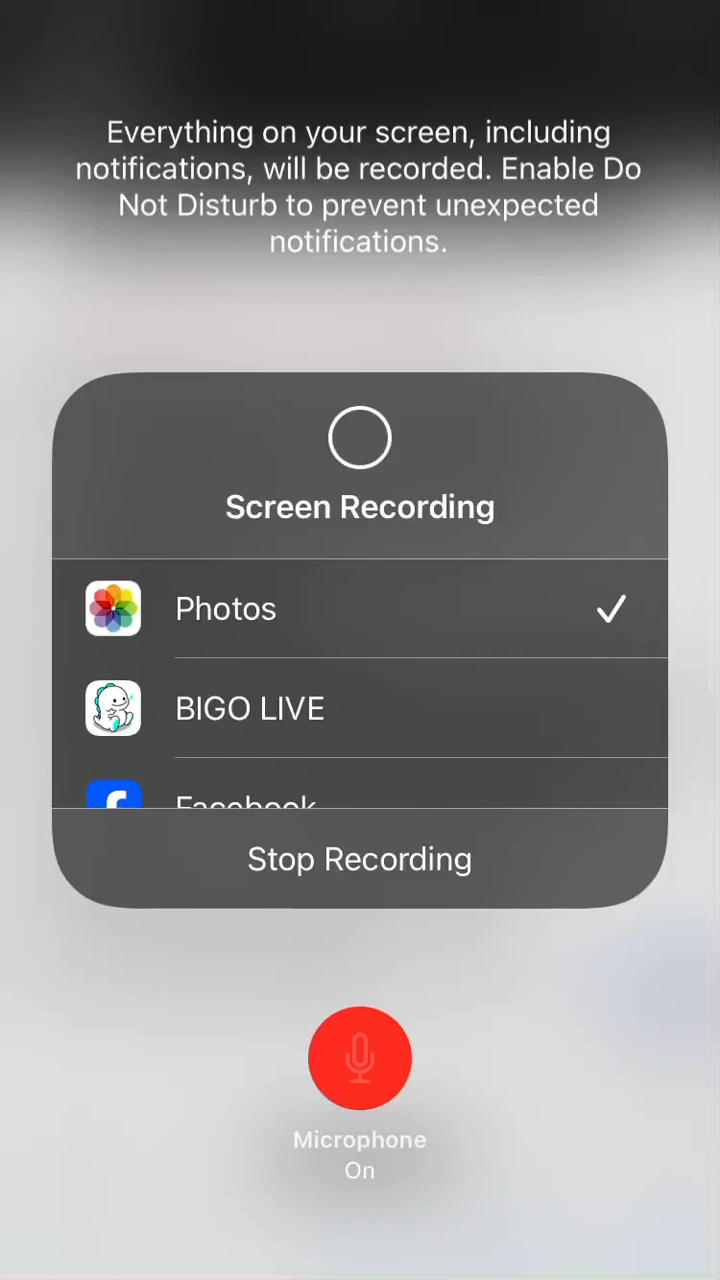 Everything on your screen, including
notifications, will be recorded. Enable Do
Not Disturb to prevent unexpected
notifications.
Screen Recording
Photos
BIGO LIVE
Facebook
Stop Recording
Microphone
On